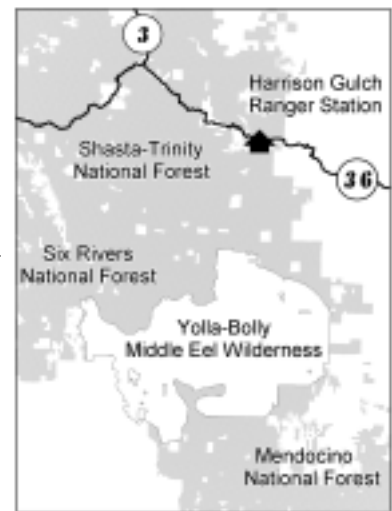 3
Harrison Gulch
Ranger Station
Shasta-Trinity
National Forest
36
Six Rivers
National Forest
Yolla-Bolly
Middle Eel Wilderness
Mendocino
National Forest